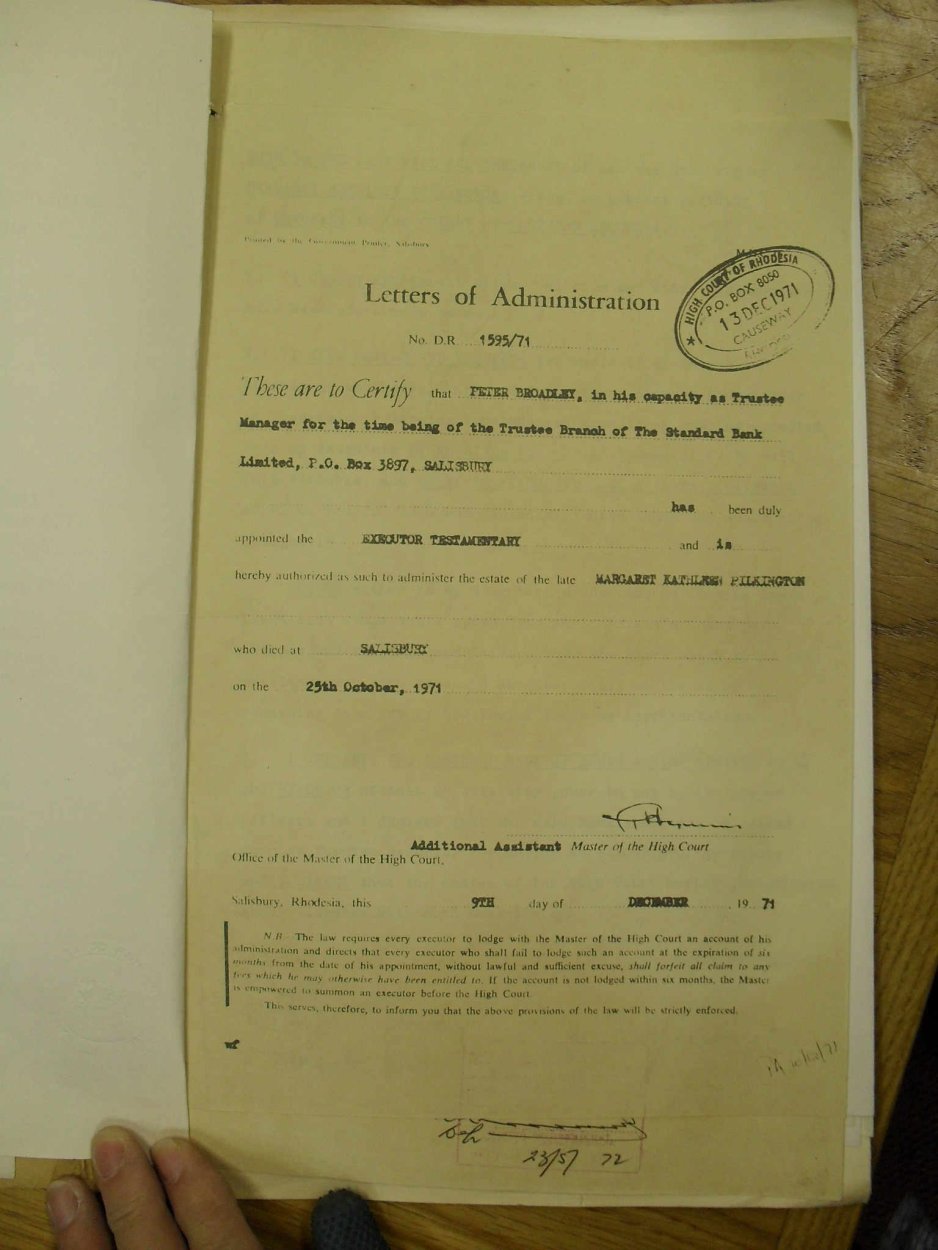 Printed by the Government Printer, Salisbury
HIGH COURT OF RHODESIA
P.O. BOX 8050
13 DEC 1971
CAUSEWAY
Letters of Administration
No. D.R. 1595/71
These are to Certify that PETER BROADLEY, in his capacity as Trustee
Manager for the time being of the Trustee Branch of The Standard Bank
Limited, P.O. Box 3897, SALISBURY
has been duly
appointed the EXECUTOR TESTAMENTARY and is
hereby authorized as such to administer the estate of the late MARGARET KATHLEEN PILKINGTON
who died at SALISBURY
on the 25th October, 1971
Additional Assistant Master of the High Court
Office of the Master of the High Court,
Salisbury, Rhodesia, this 9TH day of DECEMBER 19 71
N.B. The law requires every executor to lodge with the Master of the High Court an account of his
administration and directs that every executor who shall fail to lodge such an account at the expiration of six
months from the date of his appointment, without lawful and sufficient excuse, shall forfeit all claim to any
fees which he may otherwise have been entitled to. If the account is not lodged within six months, the Master
is empowered to summon an executor before the High Court.
This serves, therefore, to inform you that the above provisions of the law will be strictly enforced.
wf
23/5/ 72